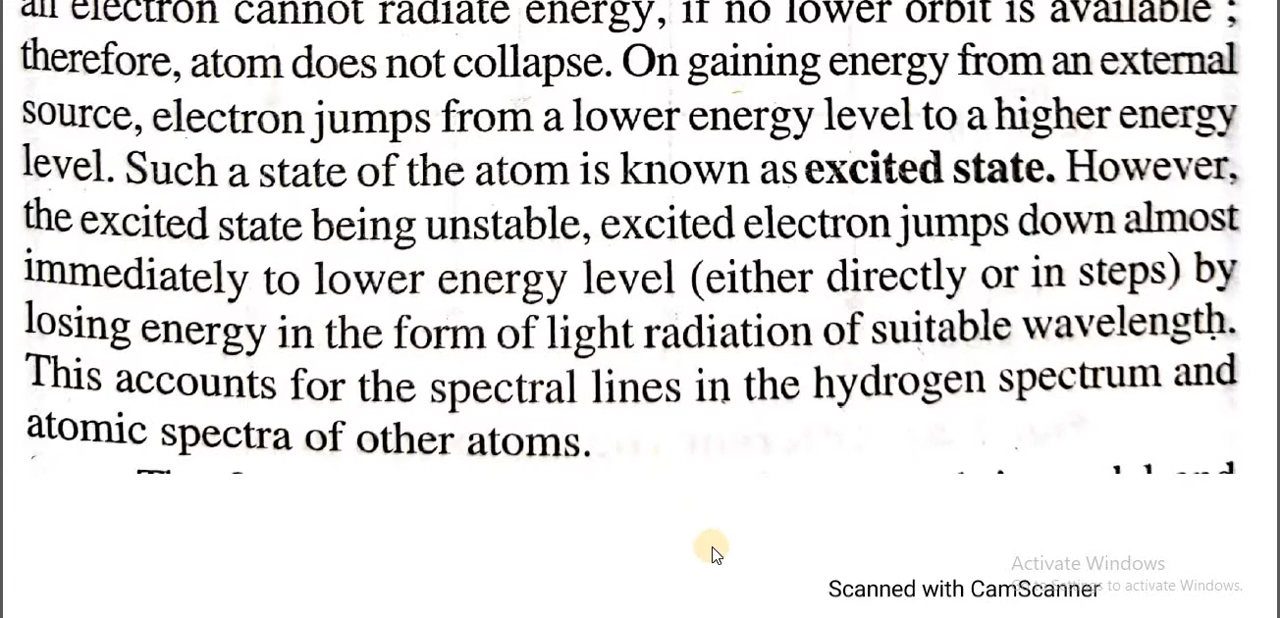 an electron cannot radiate energy, if no lower orbit is available ;
therefore, atom does not collapse. On gaining energy from an external
source, electron jumps from a lower energy level to a higher energy
level. Such a state of the atom is known as excited state. However,
the excited state being unstable, excited electron jumps down almost
immediately to lower energy level (either directly or in steps) by
losing energy in the form of light radiation of suitable wavelength.
This accounts for the spectral lines in the hydrogen spectrum and
atomic spectra of other atoms.
Activate Windows
Scanned with CamScanner
to activate Windows.